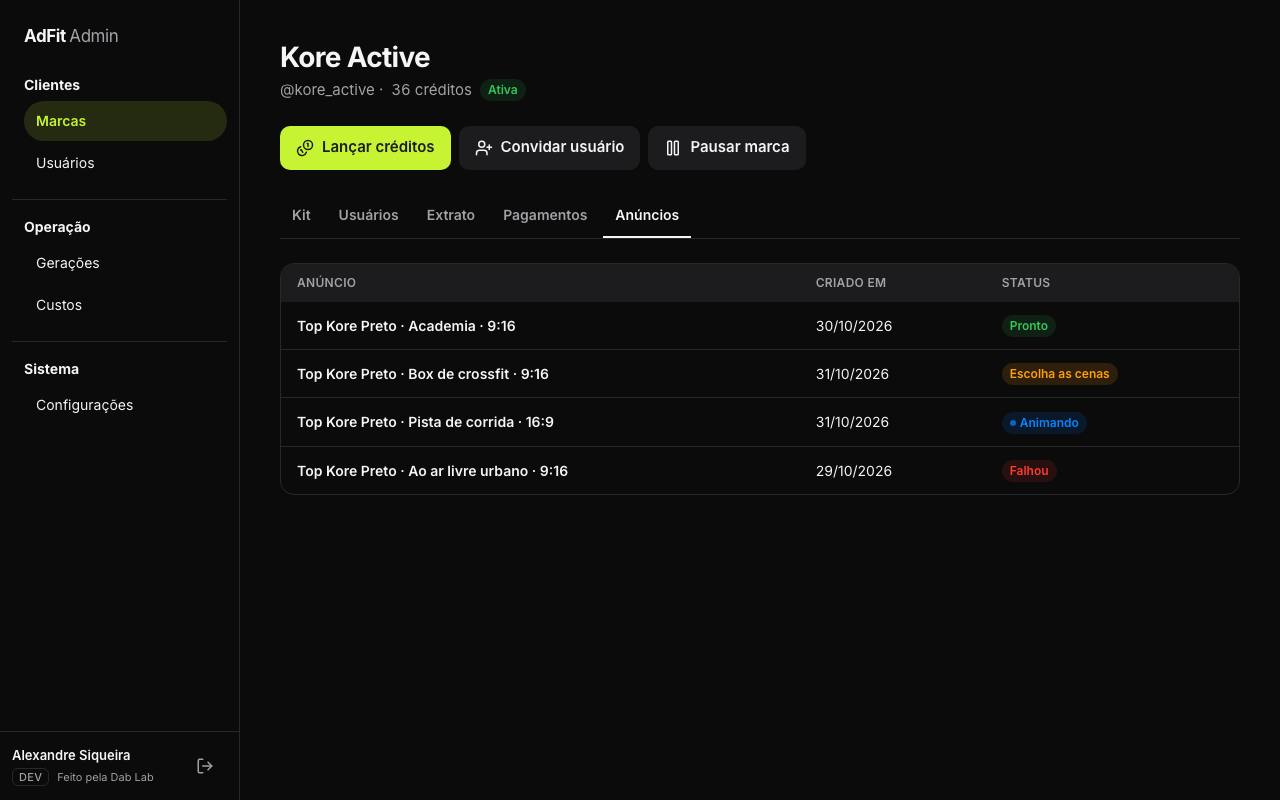 AdFit Admin
Clientes
Marcas
Usuários
Operação
Gerações
Custos
Sistema
Configurações
Alexandre Siqueira
DEV Feito pela Dab Lab
Kore Active
@kore_active · 36 créditos Ativa
Lançar créditos Convidar usuário Pausar marca
Kit Usuários Extrato Pagamentos Anúncios
ANÚNCIO CRIADO EM STATUS
Top Kore Preto · Academia · 9:16 30/10/2026 Pronto
Top Kore Preto · Box de crossfit · 9:16 31/10/2026 Escolha as cenas
Top Kore Preto · Pista de corrida · 16:9 31/10/2026 Animando
Top Kore Preto · Ao ar livre urbano · 9:16 29/10/2026 Falhou